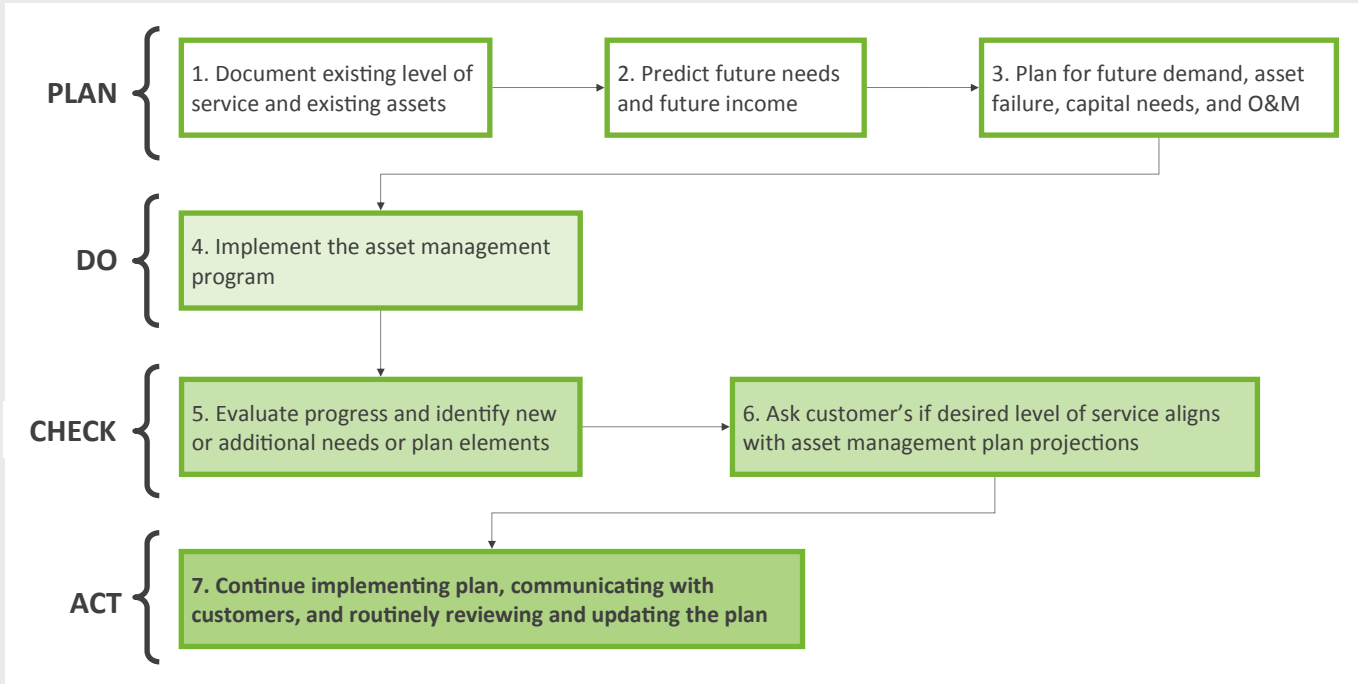 PLAN
1. Document existing level of
service and existing assets
2. Predict future needs
and future income
3. Plan for future demand, asset
failure, capital needs, and O&M
DO
4. Implement the asset management
program
CHECK
5. Evaluate progress and identify new
or additional needs or plan elements
6. Ask customer's if desired level of service aligns
with asset management plan projections
ACT
7. Continue implementing plan, communicating with
customers, and routinely reviewing and updating the plan